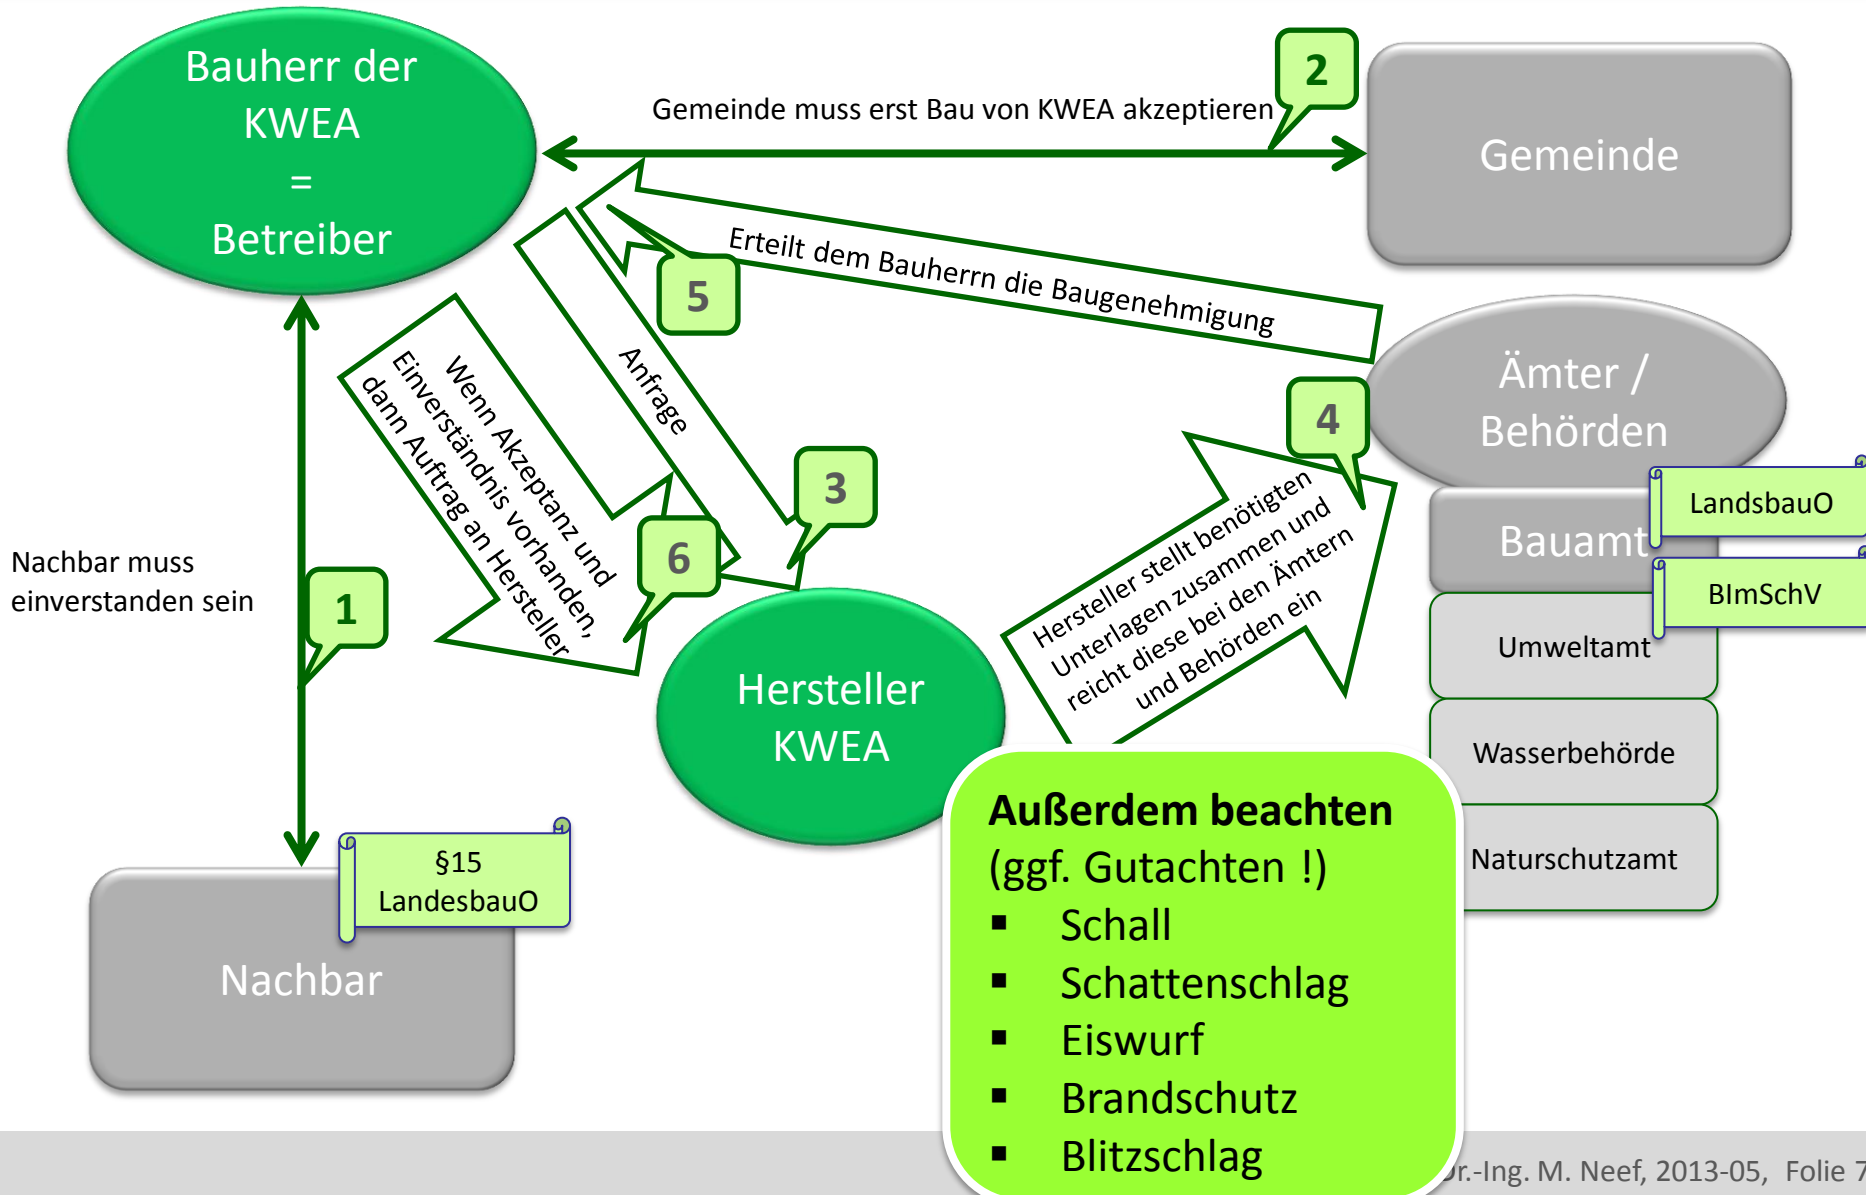 Bauherr der
KWEA
=
Betreiber
2
Gemeinde muss erst Bau von KWEA akzeptieren
Gemeinde
Erteilt dem Bauherrn die Baugenehmigung
5
Ämter /
Behörden
Anfrage
Wenn Akzeptanz und
Einverständnis vorhanden,
dann Auftrag an Hersteller
4
3
6
Hersteller stellt benötigten
Unterlagen zusammen und
reicht diese bei den Ämtern
und Behörden ein
LandsbauO
Bauamt
BImSchV
Nachbar muss
einverstanden sein
1
Umweltamt
Hersteller
KWEA
Wasserbehörde
Naturschutzamt
§15
LandesbauO
Nachbar
Außerdem beachten
(ggf. Gutachten !)
▪ Schall
▪ Schattenschlag
▪ Eiswurf
▪ Brandschutz
▪ Blitzschlag
r.-Ing. M. Neef, 2013-05, Folie 7